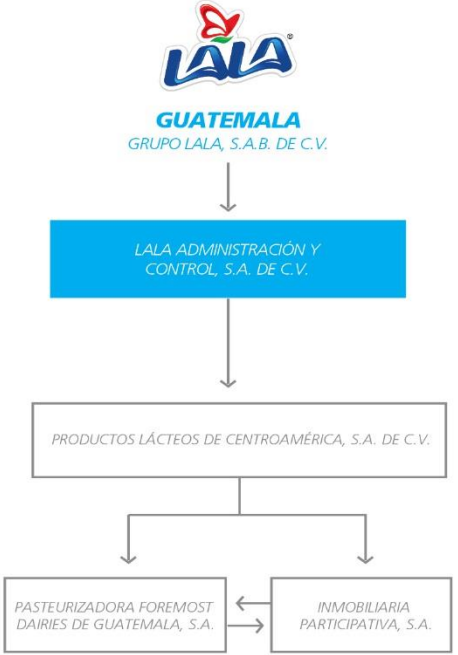 LALA®
GUATEMALA
GRUPO LALA, S.A.B. DE C.V.
LALA ADMINISTRACIÓN Y
CONTROL, S.A. DE C.V.
PRODUCTOS LÁCTEOS DE CENTROAMÉRICA, S.A. DE C.V.
PASTEURIZADORA FOREMOST
DAIRIES DE GUATEMALA, S.A.
INMOBILIARIA
PARTICIPATIVA, S.A.